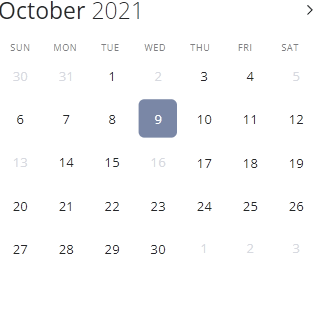 October 2021
SUN MON TUE WED THU FRI SAT
30 31 1 2 3 4 5
6 7 8 9 10 11 12
13 14 15 16 17 18 19
20 21 22 23 24 25 26
27 28 29 30 1 2 3